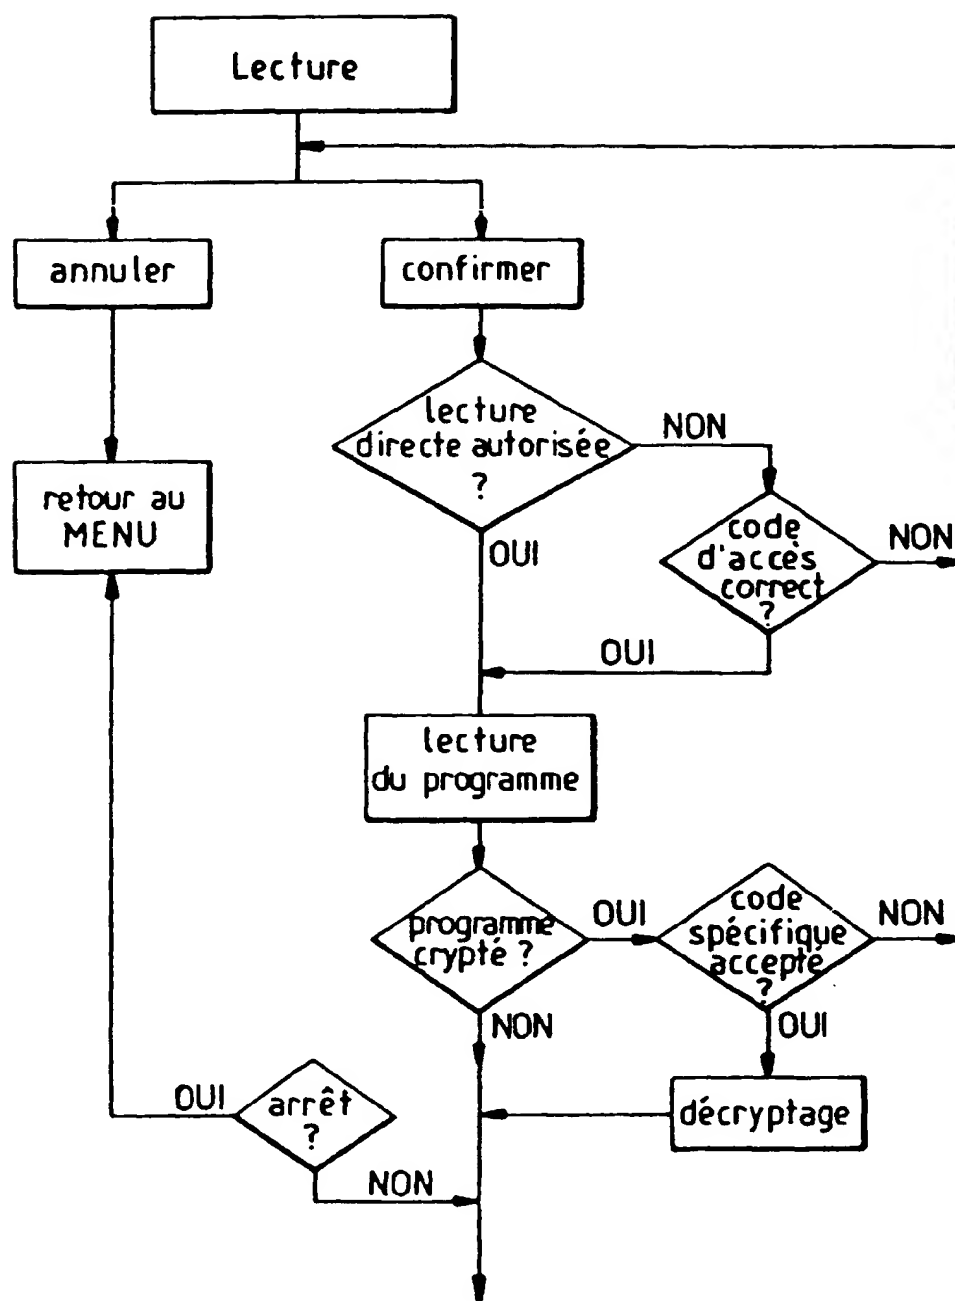 Lecture
annuler
confirmer
lecture
directe autorisée
?
NON
OUI
retour au
MENU
code
d'accès
correct
?
NON
OUI
lecture
du programme
programme
crypté ?
OUI
code
spécifique
accepté
?
NON
NON
OUI
OUI
arrêt
?
décryptage
NON